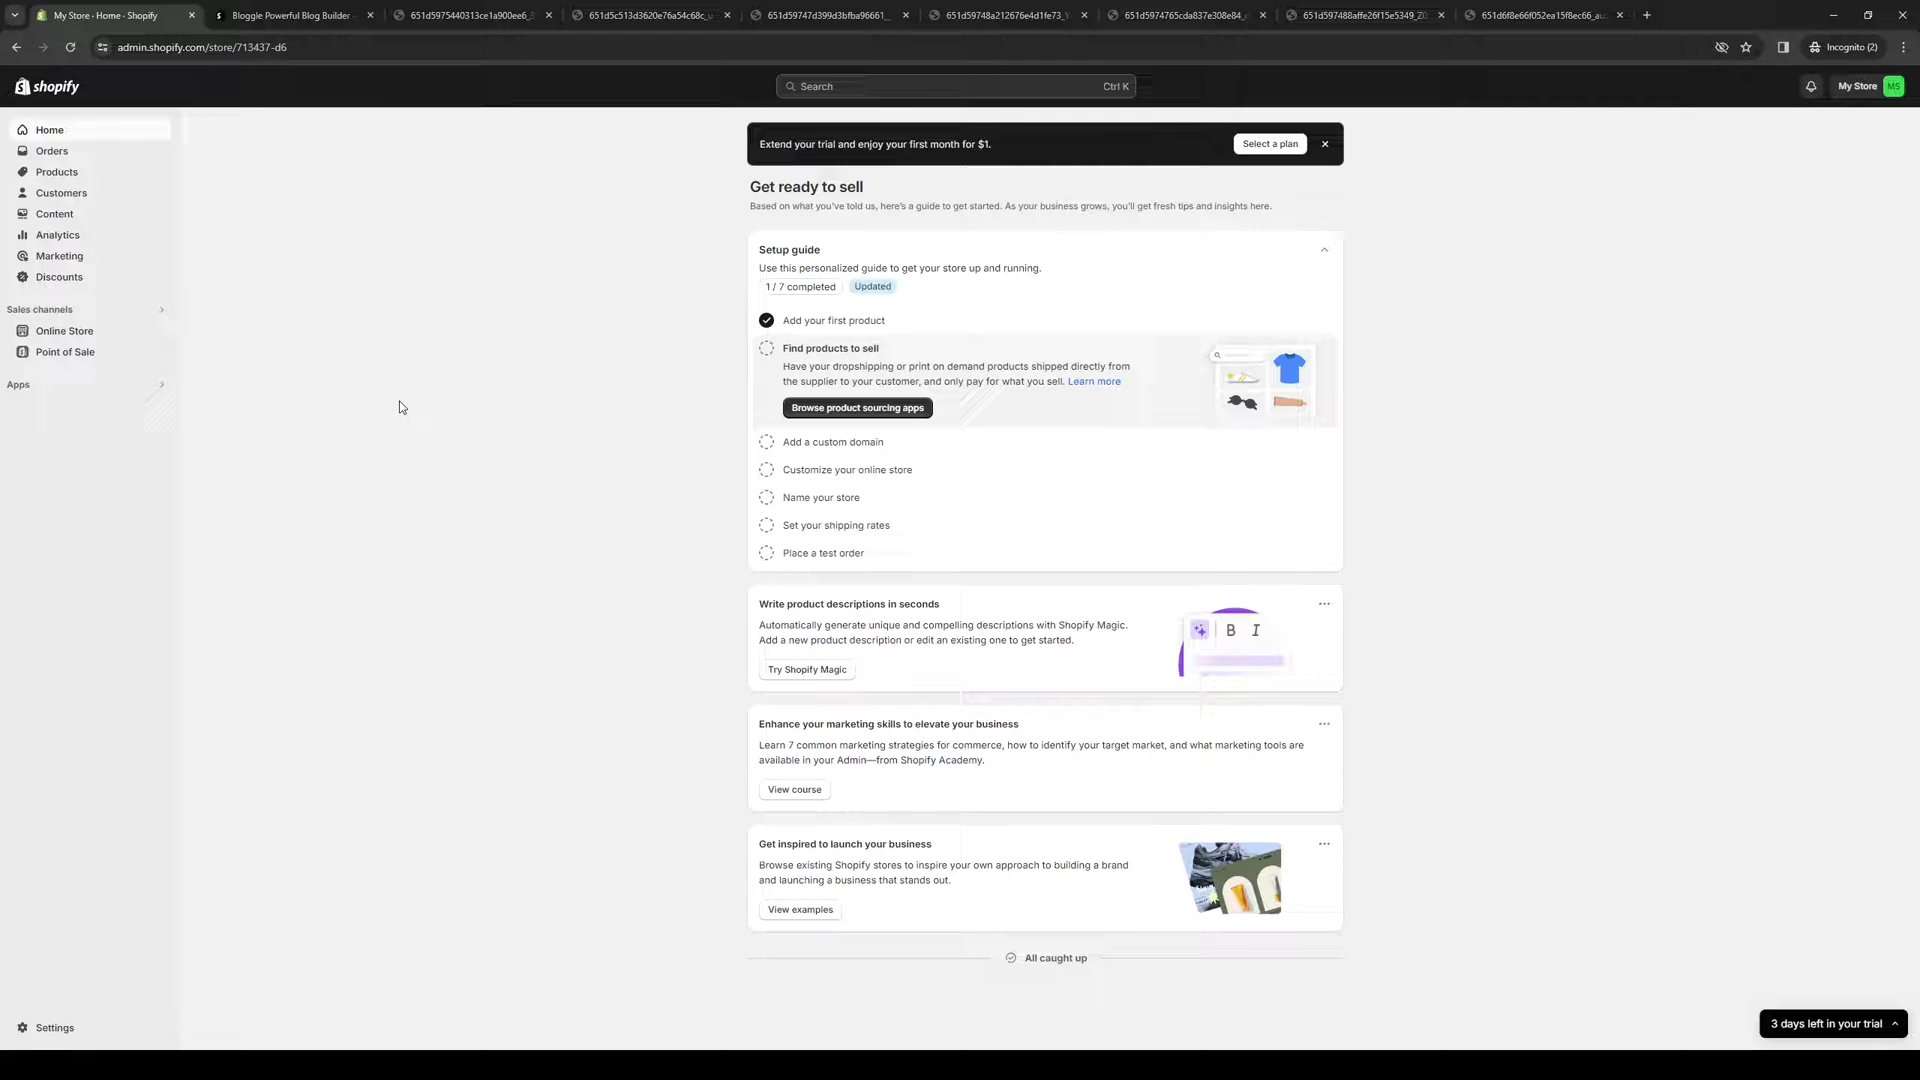 My Store - Home - Shopify
Bloggle Powerful Blog Builder -
651d5975440313ce1a900ee6_
651d5c513d3620e76a54c68c_u
651d59747d399d3bfba96661_
651d59748a212676e4d1fe73_
651d5974765cda837e308e84_
651d597488affe26f15e5349_Z0
651d6f8e66f052ea15f8ec66_au
admin.shopify.com/store/713437-d6
Incognito (2)
shopify
Search
Ctrl K
My Store
MS
Home
Orders
Products
Customers
Content
Analytics
Marketing
Discounts
Sales channels
Online Store
Point of Sale
Apps
Settings
Extend your trial and enjoy your first month for $1.
Select a plan
Get ready to sell
Based on what you've told us, here's a guide to get started. As your business grows, you'll get fresh tips and insights here.
Setup guide
Use this personalized guide to get your store up and running.
1 / 7 completed
Updated
Add your first product
Find products to sell
Have your dropshipping or print on demand products shipped directly from
the supplier to your customer, and only pay for what you sell. Learn more
Browse product sourcing apps
Add a custom domain
Customize your online store
Name your store
Set your shipping rates
Place a test order
Write product descriptions in seconds
Automatically generate unique and compelling descriptions with Shopify Magic.
Add a new product description or edit an existing one to get started.
Try Shopify Magic
B I
Enhance your marketing skills to elevate your business
Learn 7 common marketing strategies for commerce, how to identify your target market, and what marketing tools are
available in your Admin—from Shopify Academy.
View course
Get inspired to launch your business
Browse existing Shopify stores to inspire your own approach to building a brand
and launching a business that stands out.
View examples
All caught up
3 days left in your trial